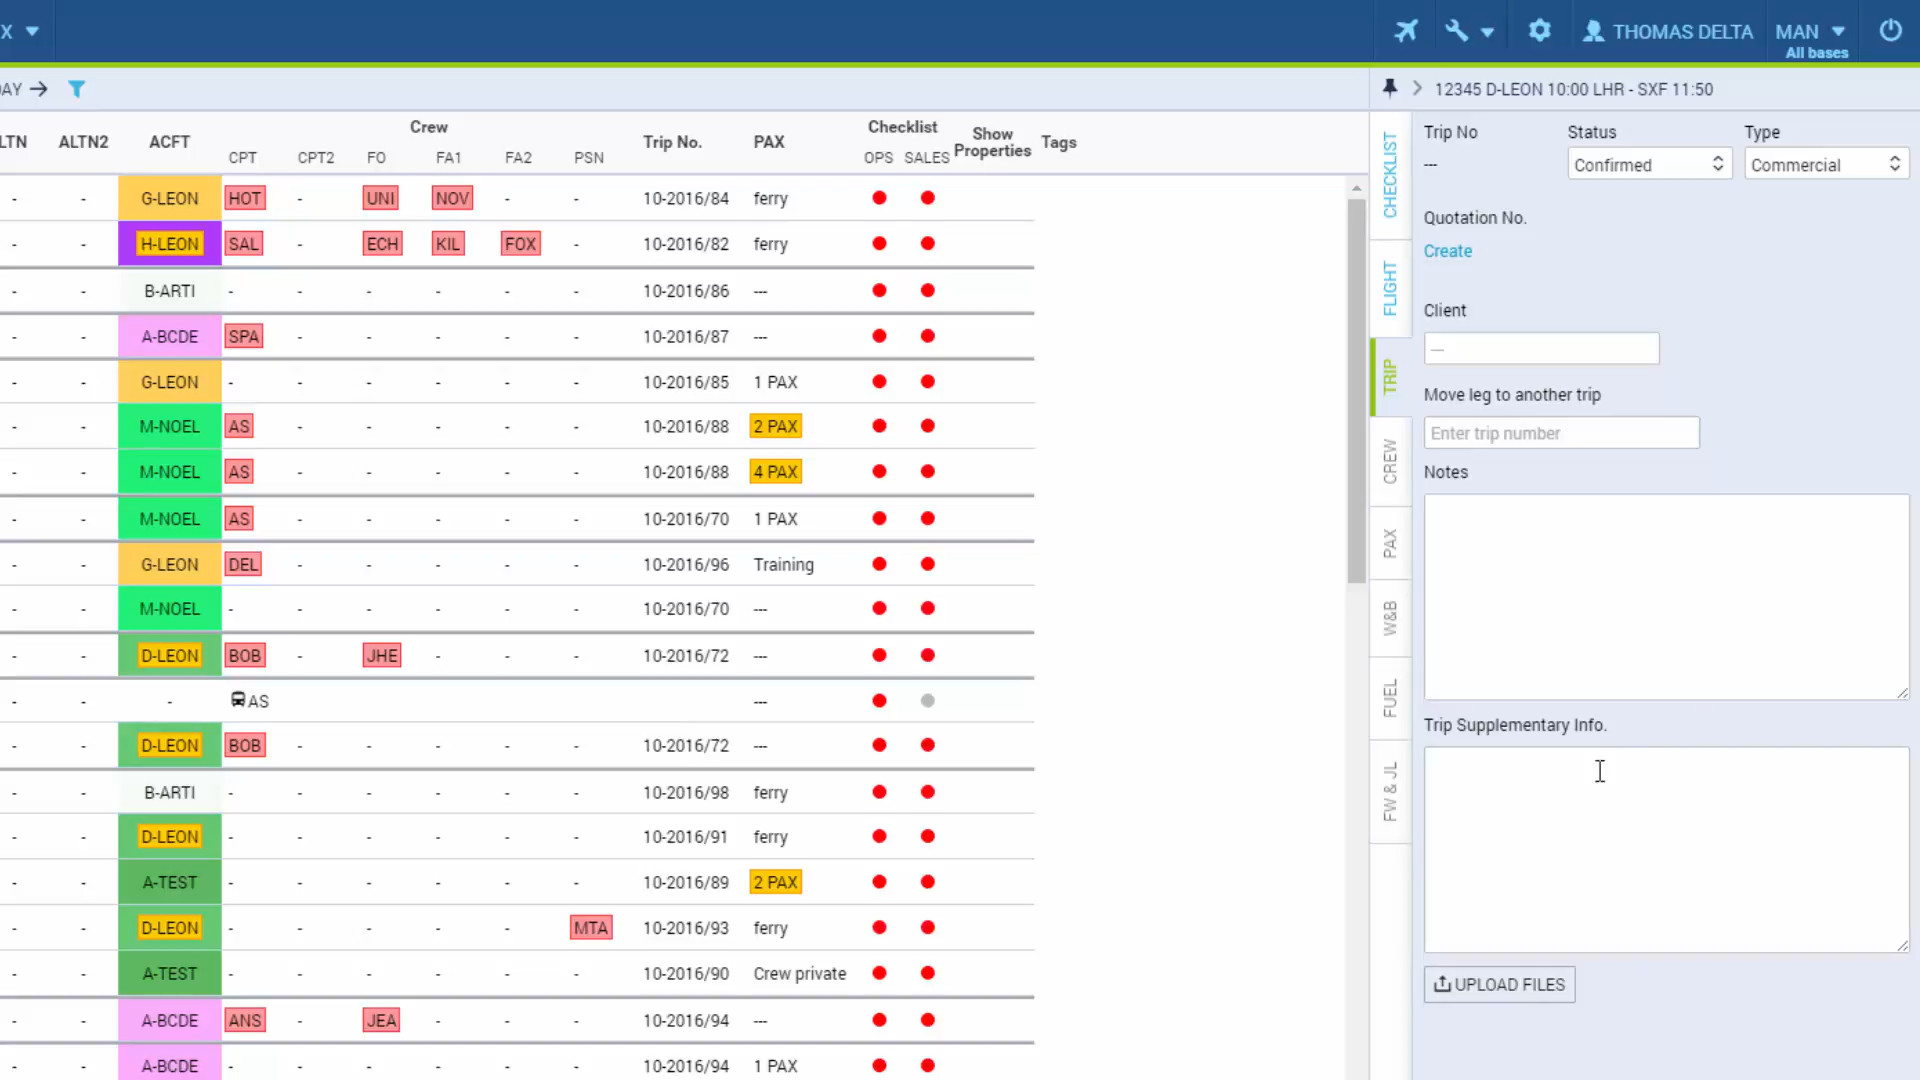 X THOMAS DELTA MAN
All bases
DAY → 12345 D-LEON 10:00 LHR - SXF 11:50
LTN ALTN2 ACFT Crew Trip No. PAX Checklist Show Properties Tags
CPT CPT2 FO FA1 FA2 PSN OPS SALES
- - G-LEON HOT - UNI NOV - - 10-2016/84 ferry
- - H-LEON SAL - ECH KIL FOX - 10-2016/82 ferry
- - B-ARTI - - - - - - 10-2016/86 ---
- - A-BCDE SPA - - - - - 10-2016/87 ---
- - G-LEON - - - - - - 10-2016/85 1 PAX
- - M-NOEL AS - - - - - 10-2016/88 2 PAX
- - M-NOEL AS - - - - - 10-2016/88 4 PAX
- - M-NOEL AS - - - - - 10-2016/70 1 PAX
- - G-LEON DEL - - - - - 10-2016/96 Training
- - M-NOEL - - - - - - 10-2016/70 ---
- - D-LEON BOB - JHE - - - 10-2016/72 ---
- - - AS ---
- - D-LEON BOB - - - - - 10-2016/72 ---
- - B-ARTI - - - - - - 10-2016/98 ferry
- - D-LEON - - - - - - 10-2016/91 ferry
- - A-TEST - - - - - - 10-2016/89 2 PAX
- - D-LEON - - - - - MTA 10-2016/93 ferry
- - A-TEST - - - - - - 10-2016/90 Crew private
- - A-BCDE ANS - JEA - - - 10-2016/94 ---
- - A-BCDE - - - - - - 10-2016/94 1 PAX
CHECKLIST
FLIGHT
TRIP
CREW
PAX
W&B
FUEL
FW & JL
Trip No Status Type
--- Confirmed Commercial
Quotation No.
Create
Client
---
Move leg to another trip
Enter trip number
Notes
Trip Supplementary Info.
UPLOAD FILES